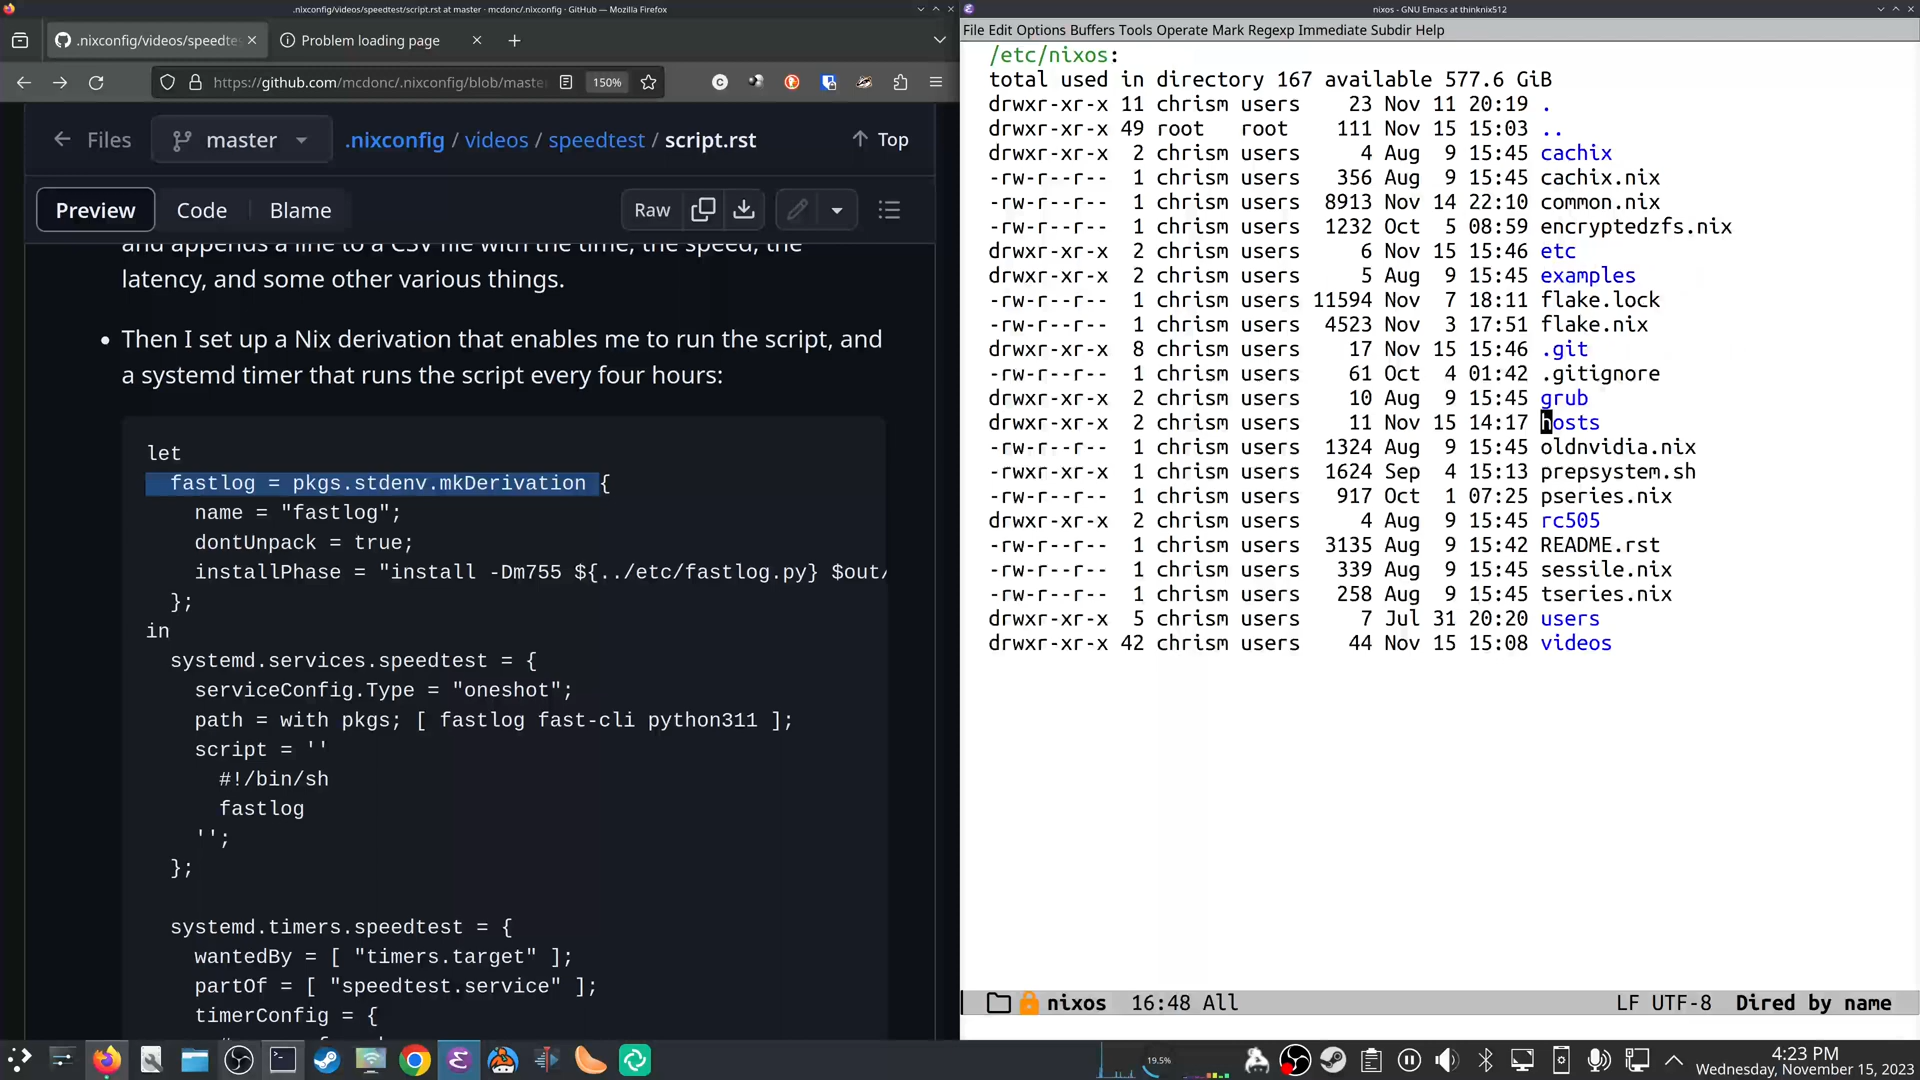 .nixconfig/videos/speedtest/script.rst at master · mcdonc/.nixconfig · GitHub — Mozilla Firefox
.nixconfig/videos/speedtes
Problem loading page
https://github.com/mcdonc/.nixconfig/blob/master
150%
Files
master
.nixconfig / videos / speedtest / script.rst
Top
Preview
Code
Blame
Raw
and appends a line to a CSV file with the time, the speed, the
latency, and some other various things.
Then I set up a Nix derivation that enables me to run the script, and
a systemd timer that runs the script every four hours:
let
fastlog = pkgs.stdenv.mkDerivation {
name = "fastlog";
dontUnpack = true;
installPhase = "install -Dm755 ${../etc/fastlog.py} $out/
};
in
systemd.services.speedtest = {
serviceConfig.Type = "oneshot";
path = with pkgs; [ fastlog fast-cli python311 ];
script = ''
#!/bin/sh
fastlog
'';
};
systemd.timers.speedtest = {
wantedBy = [ "timers.target" ];
partOf = [ "speedtest.service" ];
timerConfig = {
nixos - GNU Emacs at thinknix512
File Edit Options Buffers Tools Operate Mark Regexp Immediate Subdir Help
/etc/nixos:
total used in directory 167 available 577.6 GiB
drwxr-xr-x 11 chrism users 23 Nov 11 20:19 .
drwxr-xr-x 49 root root 111 Nov 15 15:03 ..
drwxr-xr-x 2 chrism users 4 Aug 9 15:45 cachix
-rw-r--r-- 1 chrism users 356 Aug 9 15:45 cachix.nix
-rw-r--r-- 1 chrism users 8913 Nov 14 22:10 common.nix
-rw-r--r-- 1 chrism users 1232 Oct 5 08:59 encryptedzfs.nix
drwxr-xr-x 2 chrism users 6 Nov 15 15:46 etc
drwxr-xr-x 2 chrism users 5 Aug 9 15:45 examples
-rw-r--r-- 1 chrism users 11594 Nov 7 18:11 flake.lock
-rw-r--r-- 1 chrism users 4523 Nov 3 17:51 flake.nix
drwxr-xr-x 8 chrism users 17 Nov 15 15:46 .git
-rw-r--r-- 1 chrism users 61 Oct 4 01:42 .gitignore
drwxr-xr-x 2 chrism users 10 Aug 9 15:45 grub
drwxr-xr-x 2 chrism users 11 Nov 15 14:17 hosts
-rw-r--r-- 1 chrism users 1324 Aug 9 15:45 oldnvidia.nix
-rwxr-xr-x 1 chrism users 1624 Sep 4 15:13 prepsystem.sh
-rw-r--r-- 1 chrism users 917 Oct 1 07:25 pseries.nix
drwxr-xr-x 2 chrism users 4 Aug 9 15:45 rc505
-rw-r--r-- 1 chrism users 3135 Aug 9 15:42 README.rst
-rw-r--r-- 1 chrism users 339 Aug 9 15:45 sessile.nix
-rw-r--r-- 1 chrism users 258 Aug 9 15:45 tseries.nix
drwxr-xr-x 5 chrism users 7 Jul 31 20:20 users
drwxr-xr-x 42 chrism users 44 Nov 15 15:08 videos
nixos 16:48 All LF UTF-8 Dired by name
19.5%
4:23 PM
Wednesday, November 15, 2023